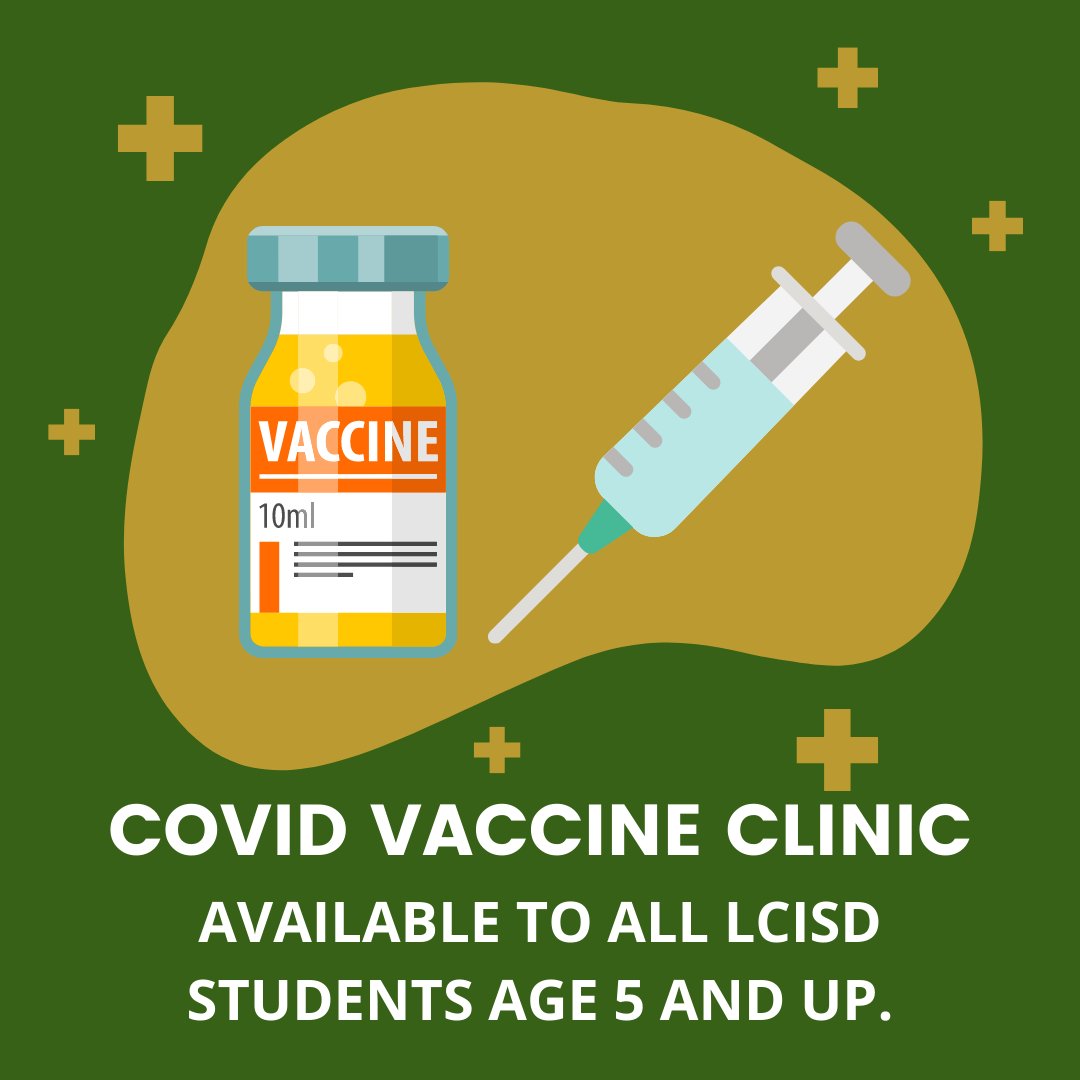 VACCINE
10ml
COVID VACCINE CLINIC
AVAILABLE TO ALL LCISD
STUDENTS AGE 5 AND UP.